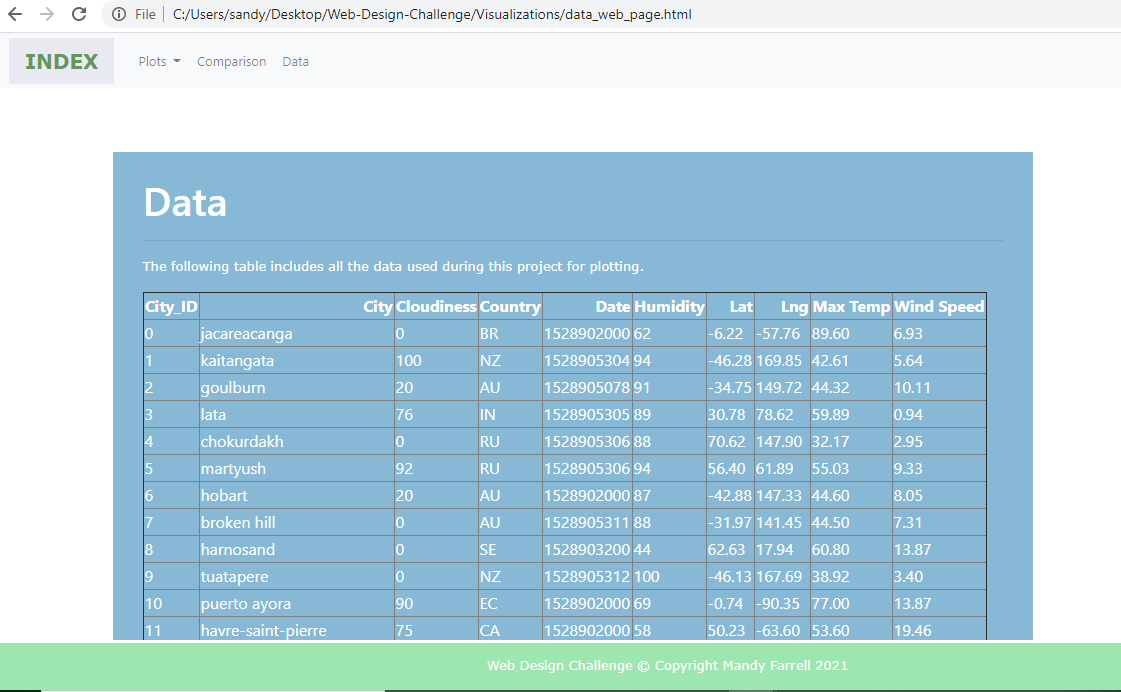 File C:/Users/sandy/Desktop/Web-Design-Challenge/Visualizations/data_web_page.html
INDEX Plots Comparison Data
Data
The following table includes all the data used during this project for plotting.
City_ID City Cloudiness Country Date Humidity Lat Lng Max Temp Wind Speed
0 jacareacanga 0 BR 1528902000 62 -6.22 -57.76 89.60 6.93
1 kaitangata 100 NZ 1528905304 94 -46.28 169.85 42.61 5.64
2 goulburn 20 AU 1528905078 91 -34.75 149.72 44.32 10.11
3 lata 76 IN 1528905305 89 30.78 78.62 59.89 0.94
4 chokurdakh 0 RU 1528905306 88 70.62 147.90 32.17 2.95
5 martyush 92 RU 1528905306 94 56.40 61.89 55.03 9.33
6 hobart 20 AU 1528902000 87 -42.88 147.33 44.60 8.05
7 broken hill 0 AU 1528905311 88 -31.97 141.45 44.50 7.31
8 harnosand 0 SE 1528903200 44 62.63 17.94 60.80 13.87
9 tuatapere 0 NZ 1528905312 100 -46.13 167.69 38.92 3.40
10 puerto ayora 90 EC 1528902000 69 -0.74 -90.35 77.00 13.87
11 havre-saint-pierre 75 CA 1528902000 58 50.23 -63.60 53.60 19.46
Web Design Challenge © Copyright Mandy Farrell 2021